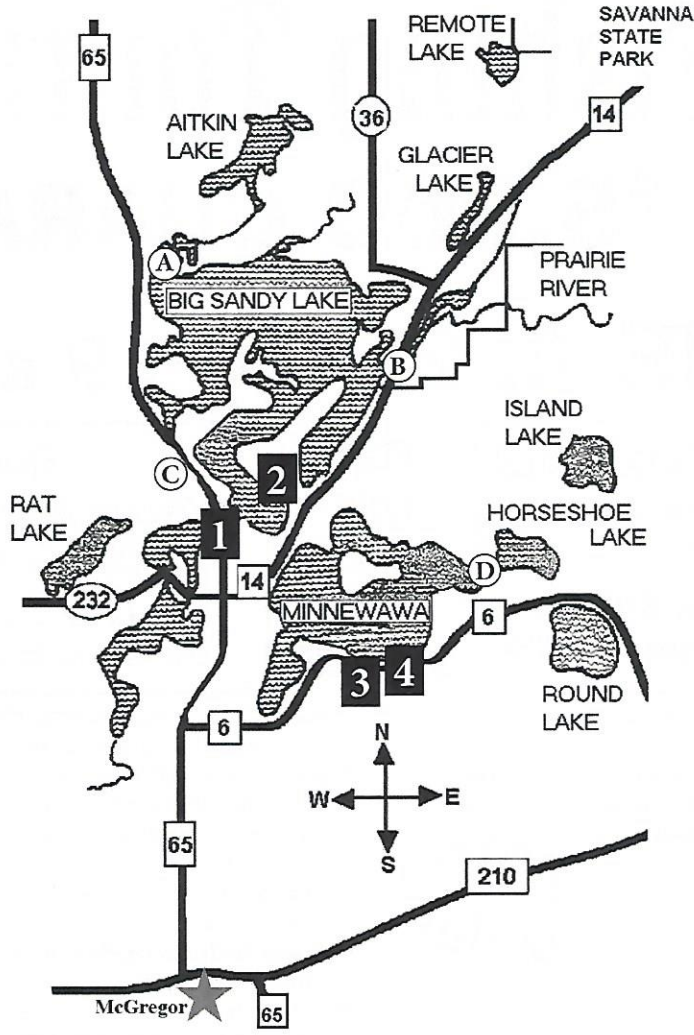 REMOTE
LAKE
SAVANNA
STATE
PARK
65
36
14
AITKIN
LAKE
GLACIER
LAKE
A
BIG SANDY LAKE
PRAIRIE
RIVER
B
ISLAND
LAKE
C
2
RAT
LAKE
1
HORSESHOE
LAKE
D
14
232
MINNEWAWA
6
3
4
ROUND
LAKE
6
N
W
E
S
65
210
McGregor
65